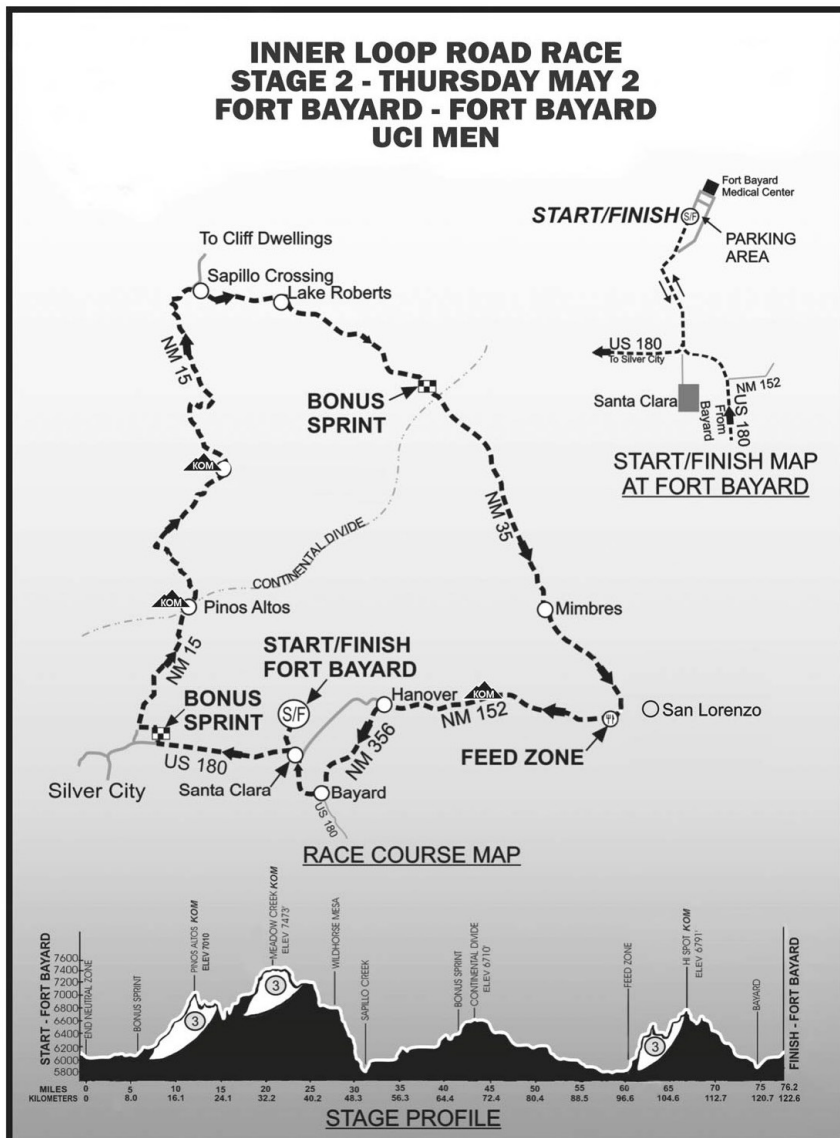 INNER LOOP ROAD RACE
STAGE 2 - THURSDAY MAY 2
FORT BAYARD - FORT BAYARD
UCI MEN
Fort Bayard
Medical Center
START/FINISH
S/F
PARKING
AREA
US 180
To Silver City
NM 152
Santa Clara
From
Bayard
US 180
START/FINISH MAP
AT FORT BAYARD
To Cliff Dwellings
Sapillo Crossing
Lake Roberts
NM 15
BONUS
SPRINT
KOM
NM 35
CONTINENTAL DIVIDE
KOM
Pinos Altos
Mimbres
NM 15
START/FINISH
FORT BAYARD
BONUS
SPRINT
S/F
Hanover
KOM
NM 152
San Lorenzo
FEED ZONE
NM 356
US 180
Silver City
Santa Clara
Bayard
US 180
RACE COURSE MAP
START - FORT BAYARD
7600
7400
7200
7000
6800
6600
6400
6200
6000
5800
END NEUTRAL ZONE
BONUS SPRINT
PINOS ALTOS KOM
ELEV 7010
3
MEADOW CREEK KOM
ELEV 7473'
3
WILDHORSE MESA
SAPILLO CREEK
BONUS SPRINT
CONTINENTAL DIVIDE
ELEV 6710'
FEED ZONE
3
HI SPOT KOM
ELEV 6791'
BAYARD
FINISH - FORT BAYARD
MILES 0 5 10 15 20 25 30 35 40 45 50 55 60 65 70 75 76.2
KILOMETERS 0 8.0 16.1 24.1 32.2 40.2 48.3 56.3 64.4 72.4 80.4 88.5 96.6 104.6 112.7 120.7 122.6
STAGE PROFILE